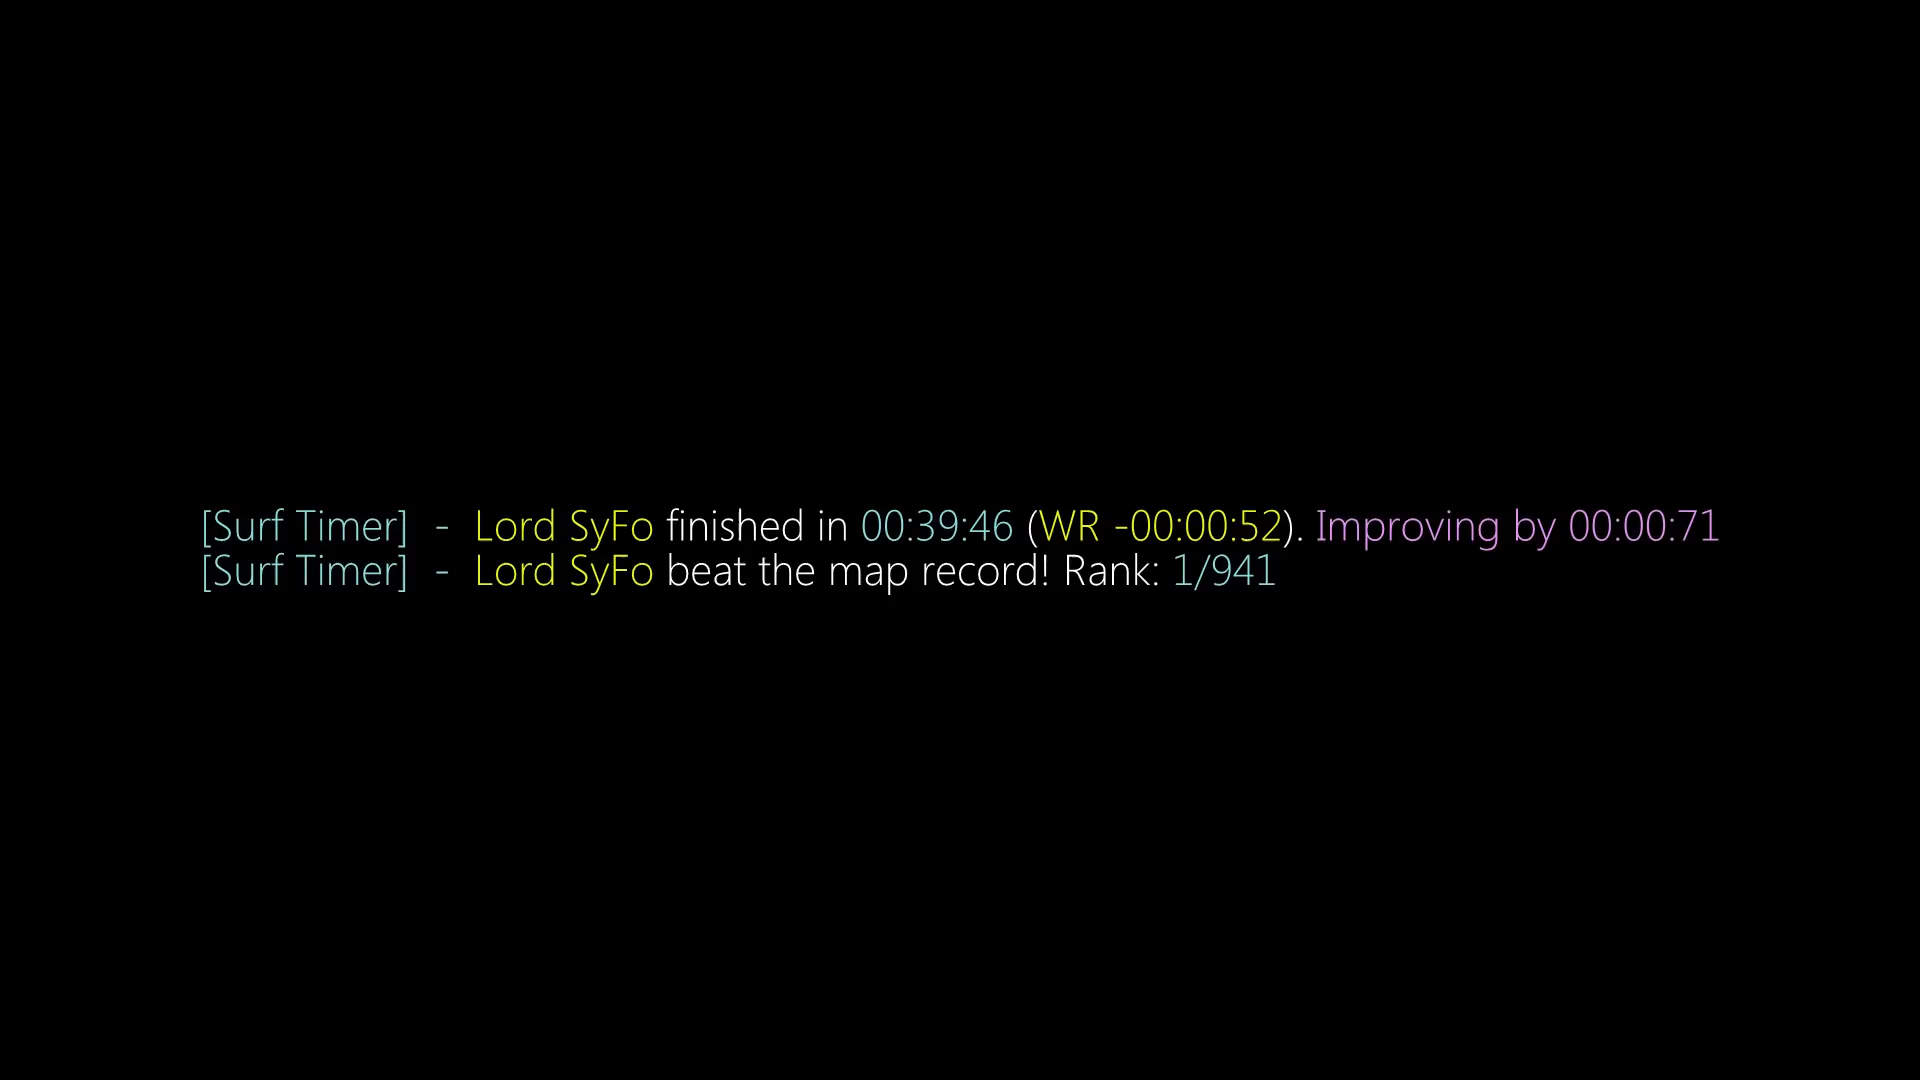 [Surf Timer] - Lord SyFo finished in 00:39:46 (WR -00:00:52). Improving by 00:00:71
[Surf Timer] - Lord SyFo beat the map record! Rank: 1/941